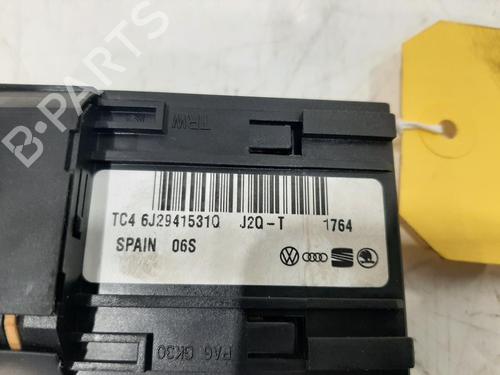 B-PARTS
TRW
TC4 6J2941531Q J2Q-T 1764
SPAIN 06S
PA6 GK30